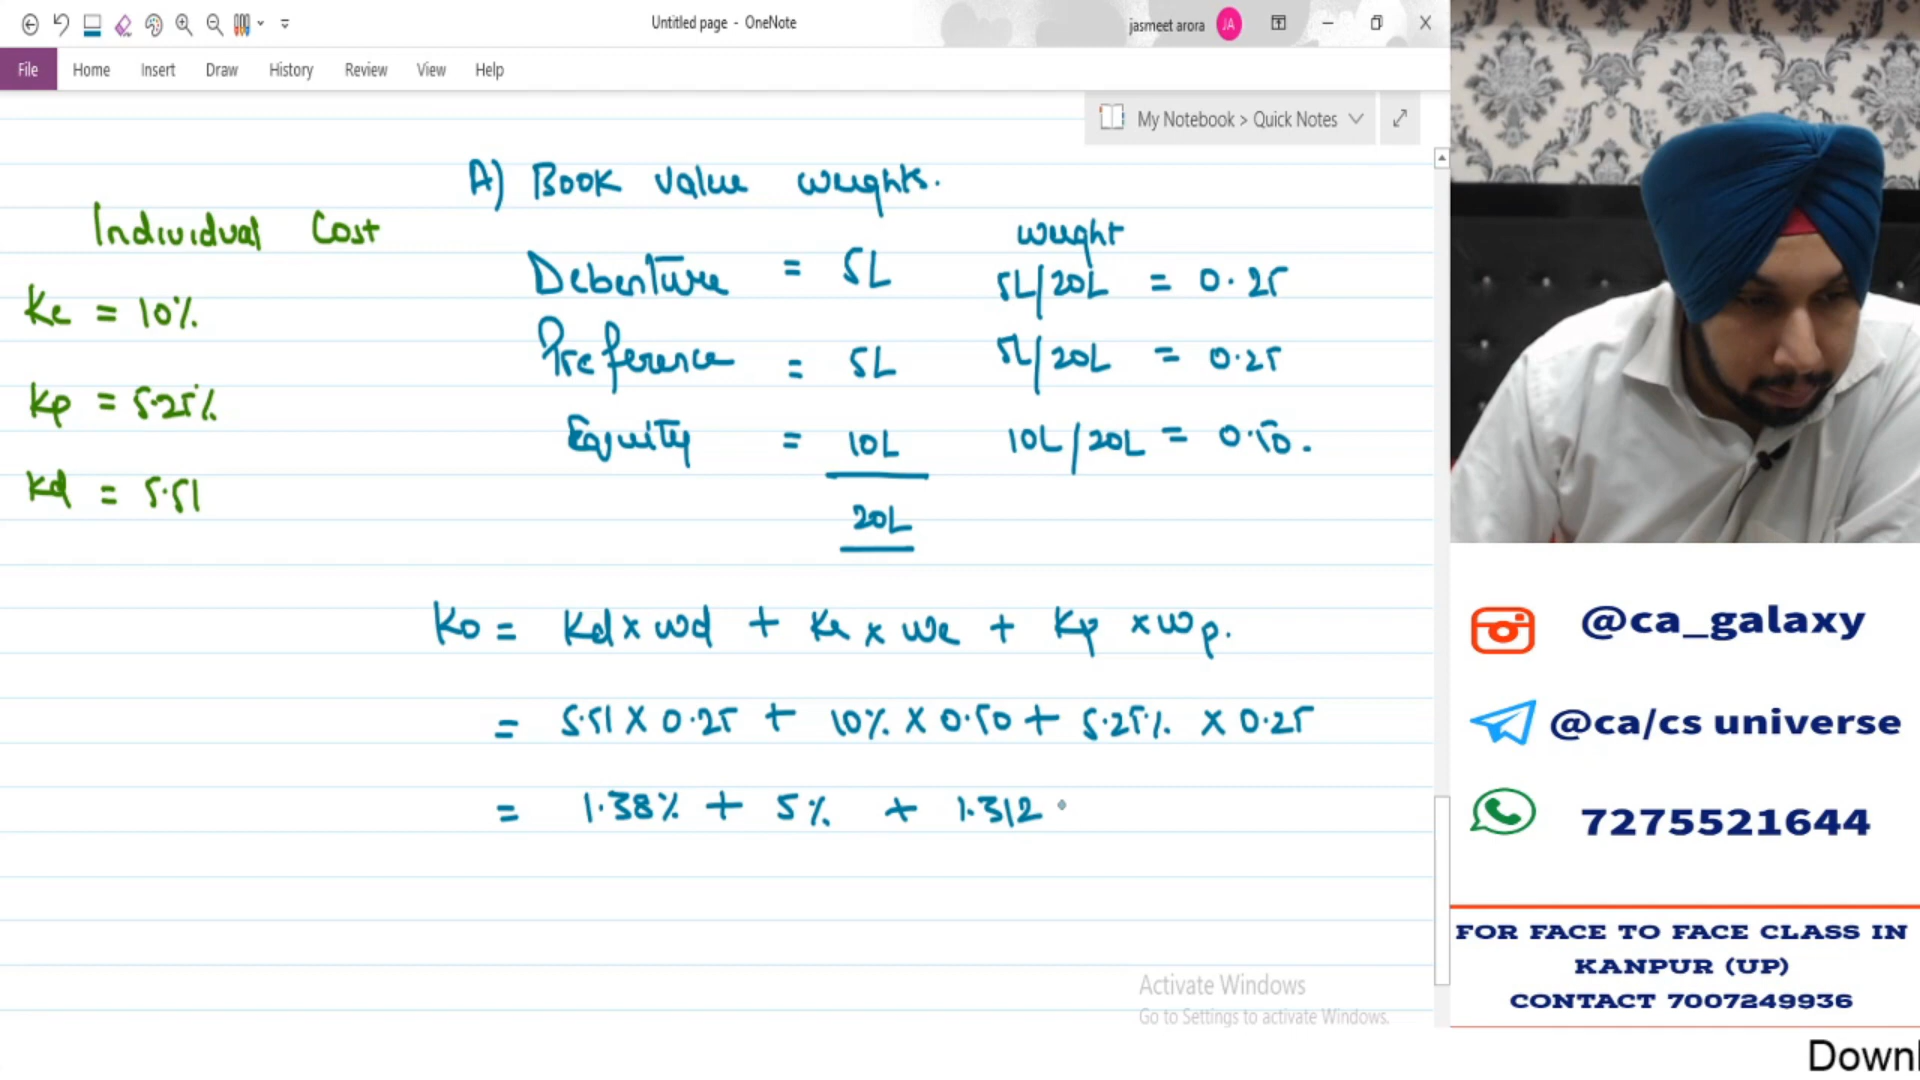 Untitled page - OneNote
jasmeet arora JA
File Home Insert Draw History Review View Help
My Notebook > Quick Notes
A) Book value weights.
Individual Cost
weight
Debenture = 5L 5L/20L = 0.25
Ke = 10%
Preference = 5L 5L/20L = 0.25
Kp = 5.25%
Equity = 10L 10L/20L = 0.50.
Kd = 5.51
20L
Ko = Kd x wd + Ke x we + Kp x wp.
= 5.51 x 0.25 + 10% x 0.50 + 5.25% x 0.25
= 1.38% + 5% + 1.312
Activate Windows
Go to Settings to activate Windows.
@ca_galaxy
@ca/cs universe
7275521644
FOR FACE TO FACE CLASS IN
KANPUR (UP)
CONTACT 7007249936
Down